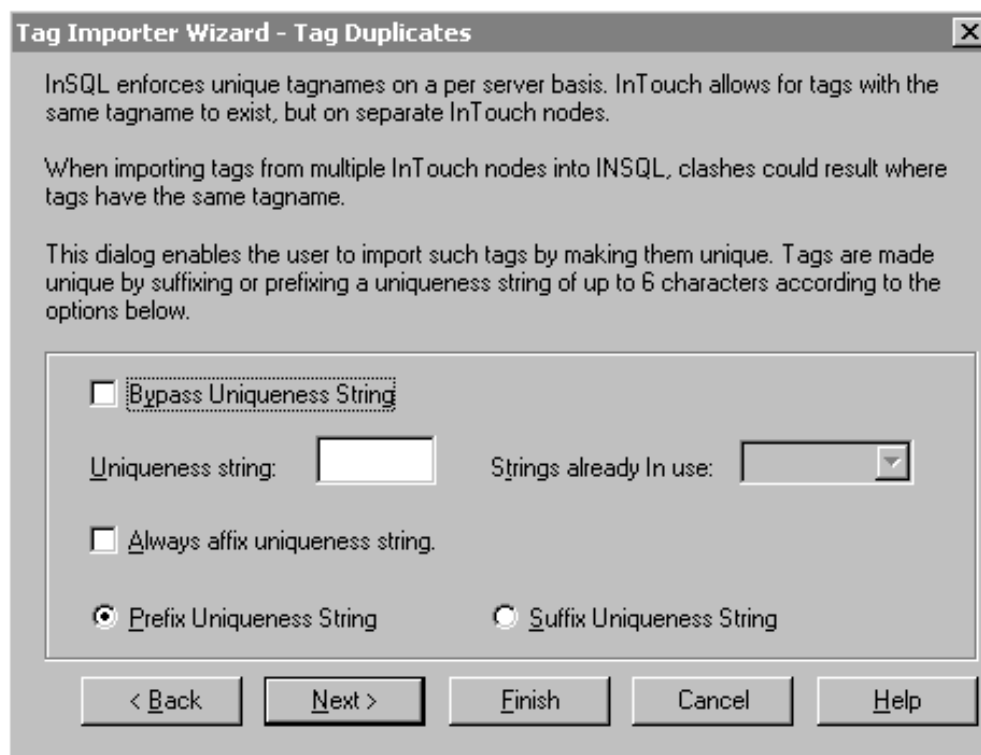 Tag Importer Wizard - Tag Duplicates
InSQL enforces unique tagnames on a per server basis. InTouch allows for tags with the
same tagname to exist, but on separate InTouch nodes.
When importing tags from multiple InTouch nodes into INSQL, clashes could result where
tags have the same tagname.
This dialog enables the user to import such tags by making them unique. Tags are made
unique by suffixing or prefixing a uniqueness string of up to 6 characters according to the
options below.
Bypass Uniqueness String
Uniqueness string: Strings already In use:
Always affix uniqueness string.
Prefix Uniqueness String Suffix Uniqueness String
< Back Next > Finish Cancel Help